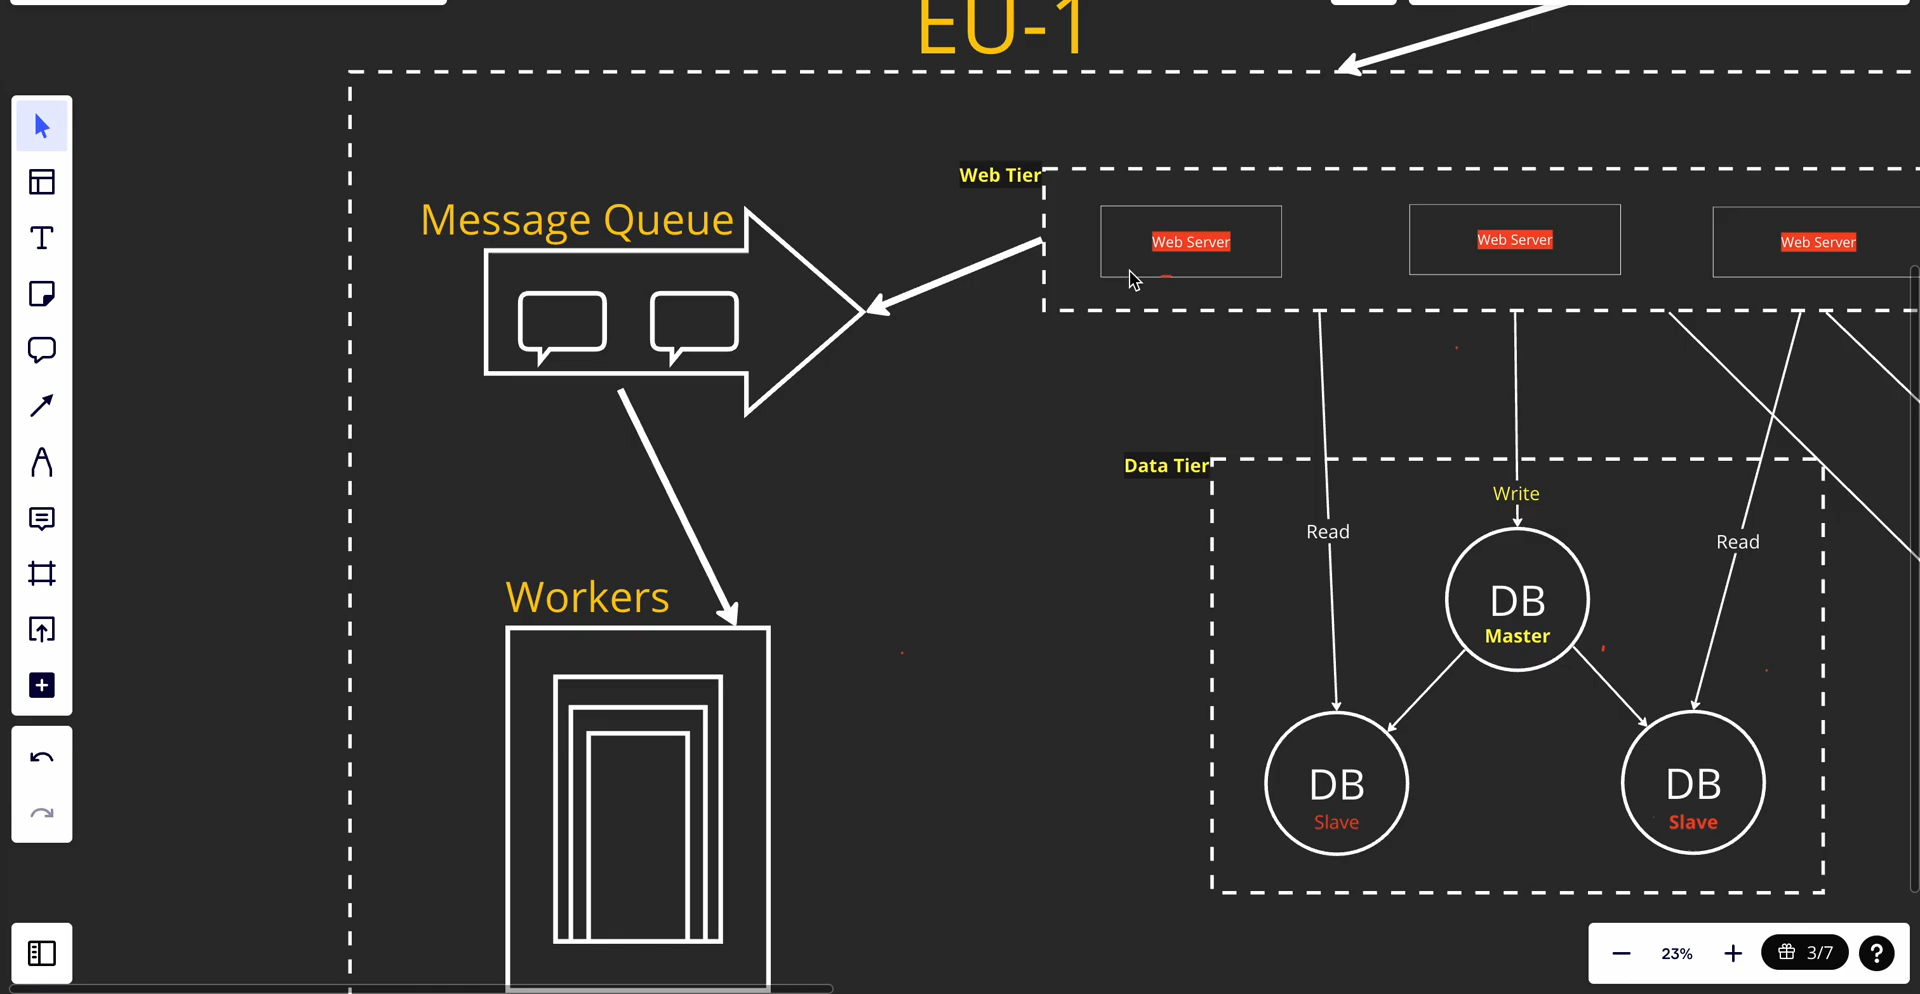 EU-1
Web Tier
Message Queue
Web Server
Web Server
Web Server
Data Tier
Write
Read
Read
DB
Master
Workers
DB
Slave
DB
Slave
23%
3/7
?